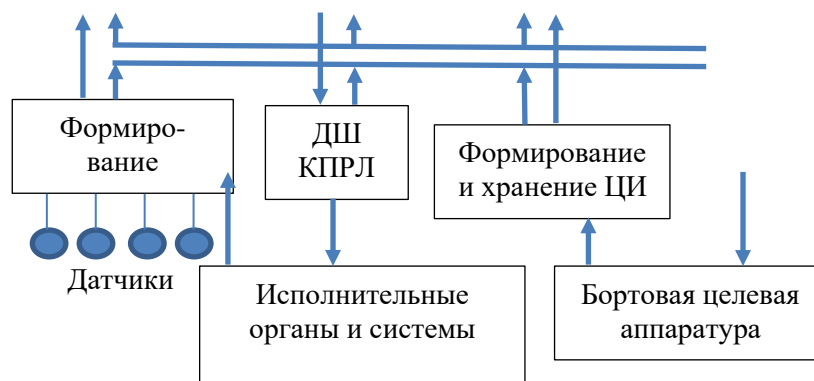 Формиро-
вание
ДШ
КПРЛ
Формирование
и хранение ЦИ
Датчики
Исполнительные
органы и системы
Бортовая целевая
аппаратура